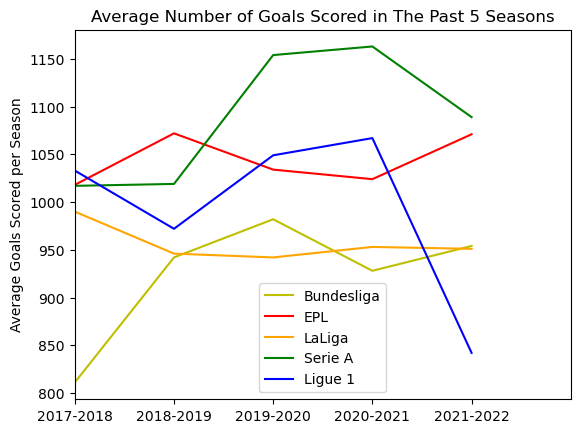 Average Number of Goals Scored in The Past 5 Seasons
Average Goals Scored per Season
1150
1100
1050
1000
950
900
850
800
2017-2018
2018-2019
2019-2020
2020-2021
2021-2022
Bundesliga
EPL
LaLiga
Serie A
Ligue 1